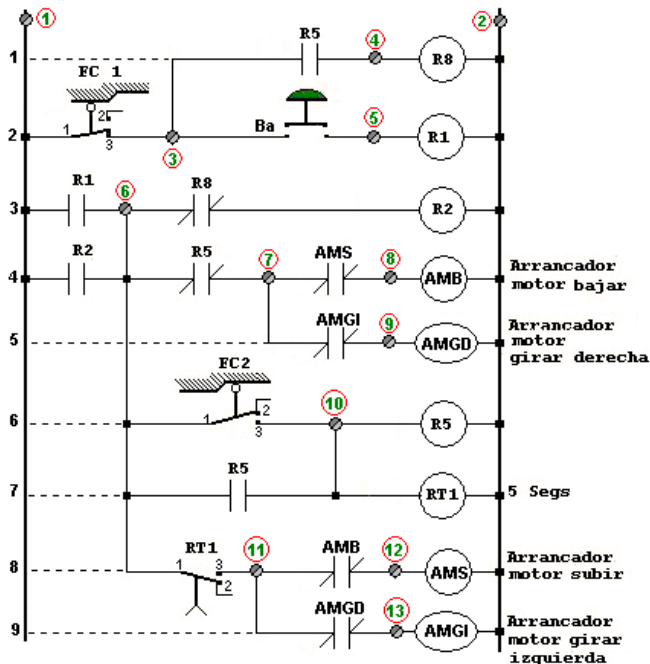 1
2
R5
4
1
R8
FC 1
2
1
3
2
Ba
5
R1
3
R1
6
R8
3
R2
R2
R5
7
AMS
8
4
AMB
Arrancador
motor bajar
AMGI
9
5
AMGD
Arrancador
motor
girar derecha
FC2
1
2
3
10
6
R5
R5
7
RT1
5 Segs
RT1
1
3
2
11
AMB
12
8
AMS
Arrancador
motor subir
AMGD
13
9
AMGI
Arrancador
motor girar
izquierda